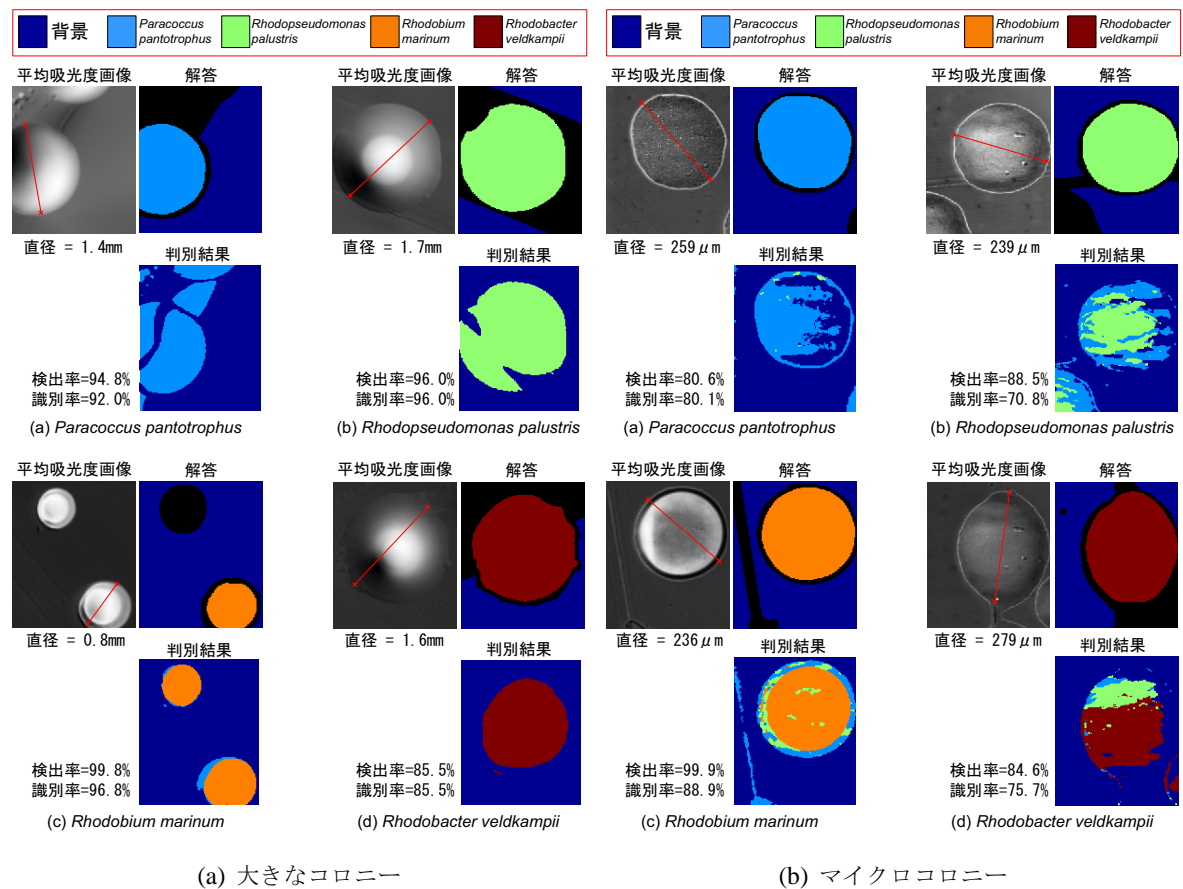 背景 Paracoccus pantotrophus Rhodopseudomonas palustris Rhodobium marinum Rhodobacter veldkampii
平均吸光度画像 解答
直径 = 1.4mm
判別結果
検出率=94.8%
識別率=92.0%
(a) Paracoccus pantotrophus
平均吸光度画像 解答
直径 = 1.7mm
判別結果
検出率=96.0%
識別率=96.0%
(b) Rhodopseudomonas palustris
平均吸光度画像 解答
直径 = 0.8mm
判別結果
検出率=99.8%
識別率=96.8%
(c) Rhodobium marinum
平均吸光度画像 解答
直径 = 1.6mm
判別結果
検出率=85.5%
識別率=85.5%
(d) Rhodobacter veldkampii
(a) 大きなコロニー
背景 Paracoccus pantotrophus Rhodopseudomonas palustris Rhodobium marinum Rhodobacter veldkampii
平均吸光度画像 解答
直径 = 259μm
判別結果
検出率=80.6%
識別率=80.1%
(a) Paracoccus pantotrophus
平均吸光度画像 解答
直径 = 239μm
判別結果
検出率=88.5%
識別率=70.8%
(b) Rhodopseudomonas palustris
平均吸光度画像 解答
直径 = 236μm
判別結果
検出率=99.9%
識別率=88.9%
(c) Rhodobium marinum
平均吸光度画像 解答
直径 = 279μm
判別結果
検出率=84.6%
識別率=75.7%
(d) Rhodobacter veldkampii
(b) マイクロコロニー